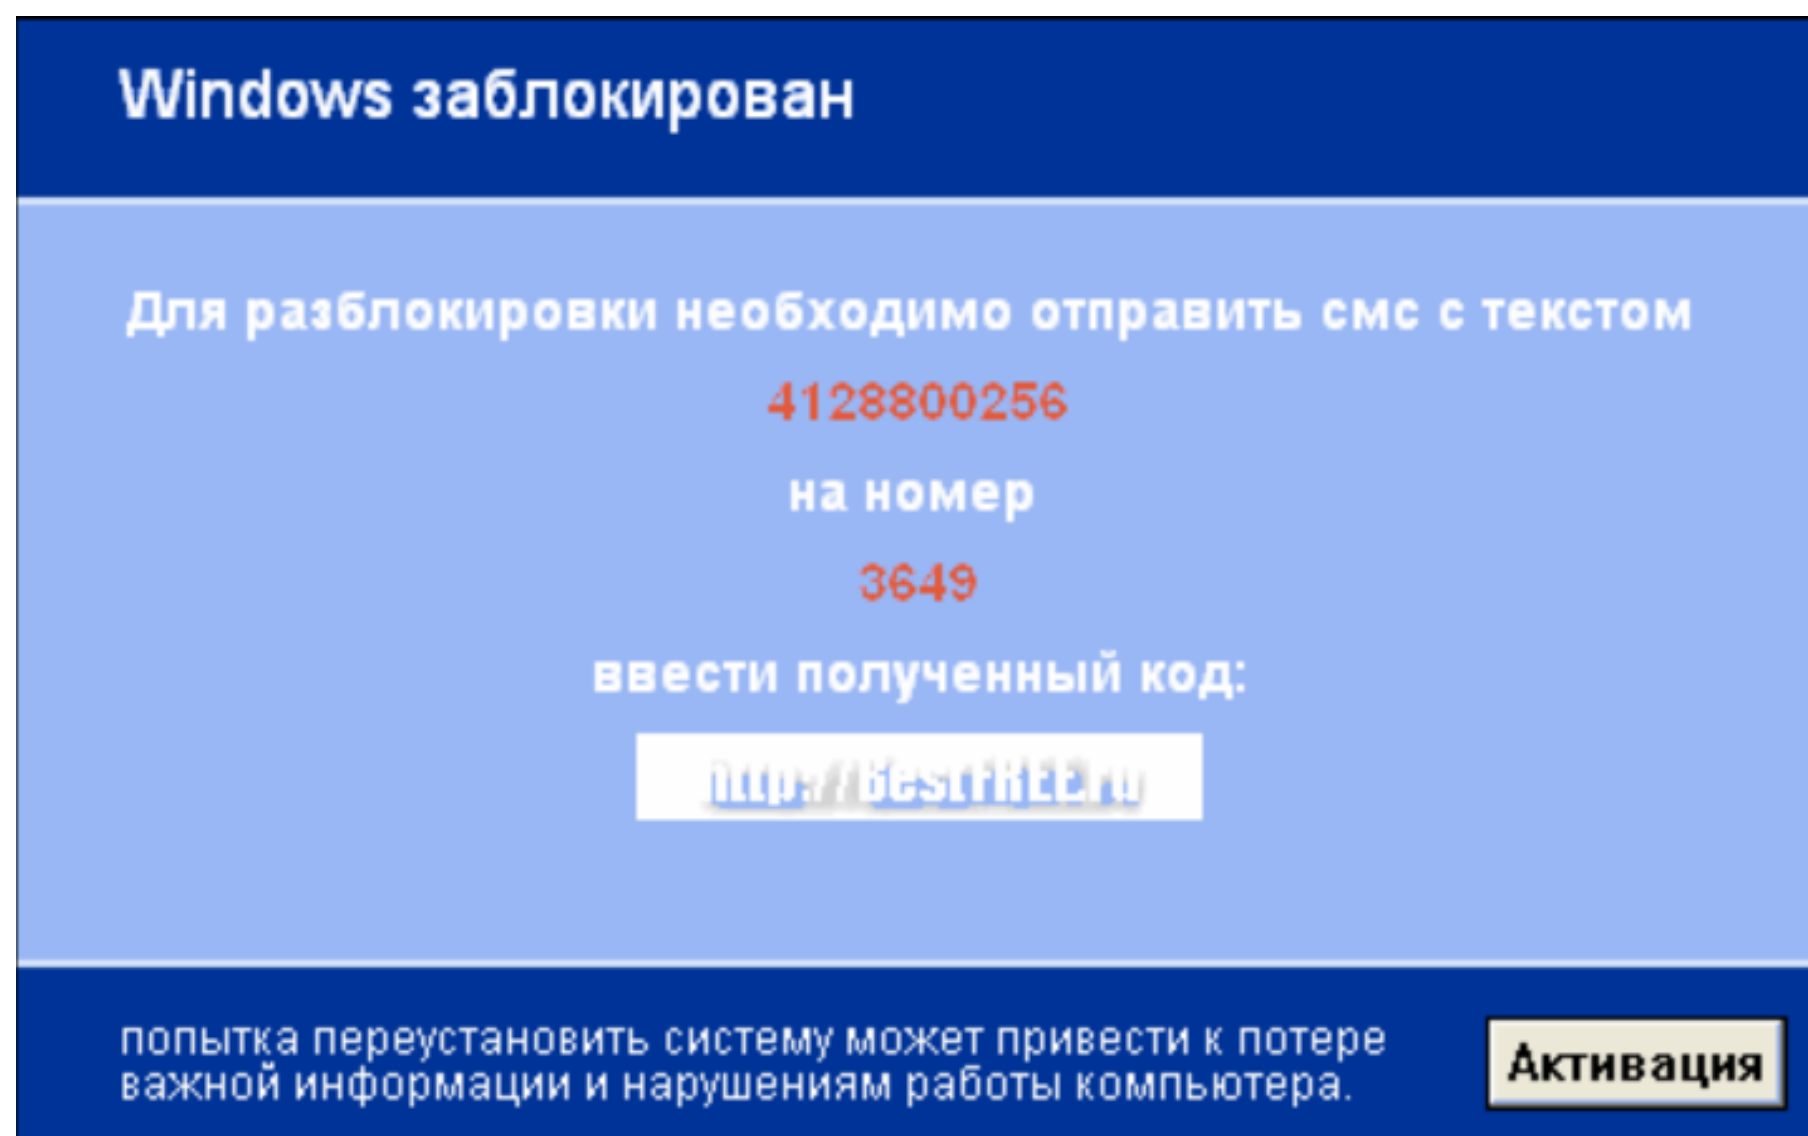 Windows заблокирован
Для разблокировки необходимо отправить смс с текстом
4128800256
на номер
3649
ввести полученный код:
http://BestFREE.ru
попытка переустановить систему может привести к потере
важной информации и нарушениям работы компьютера.
Активация